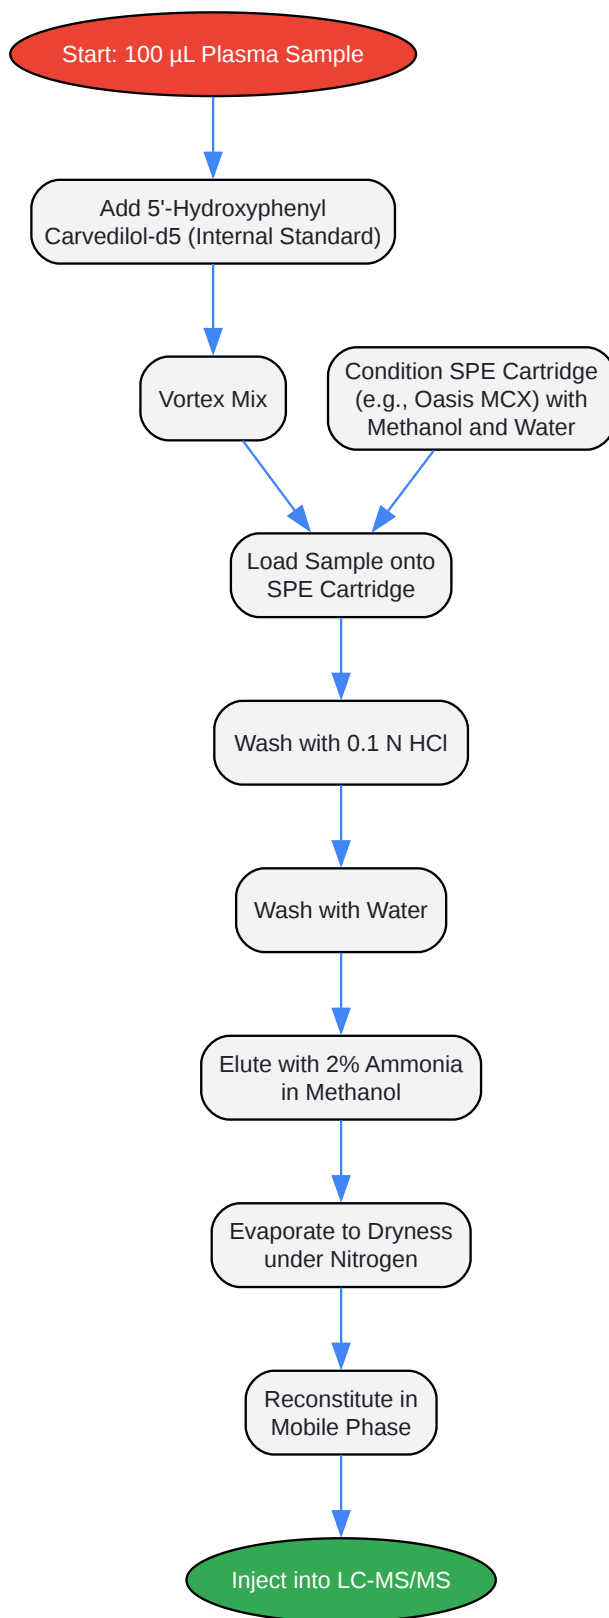 Start: 100 µL Plasma Sample
Add 5'-Hydroxyphenyl
Carvedilol-d5 (Internal Standard)
Vortex Mix
Condition SPE Cartridge
(e.g., Oasis MCX) with
Methanol and Water
Load Sample onto
SPE Cartridge
Wash with 0.1 N HCl
Wash with Water
Elute with 2% Ammonia
in Methanol
Evaporate to Dryness
under Nitrogen
Reconstitute in
Mobile Phase
Inject into LC-MS/MS